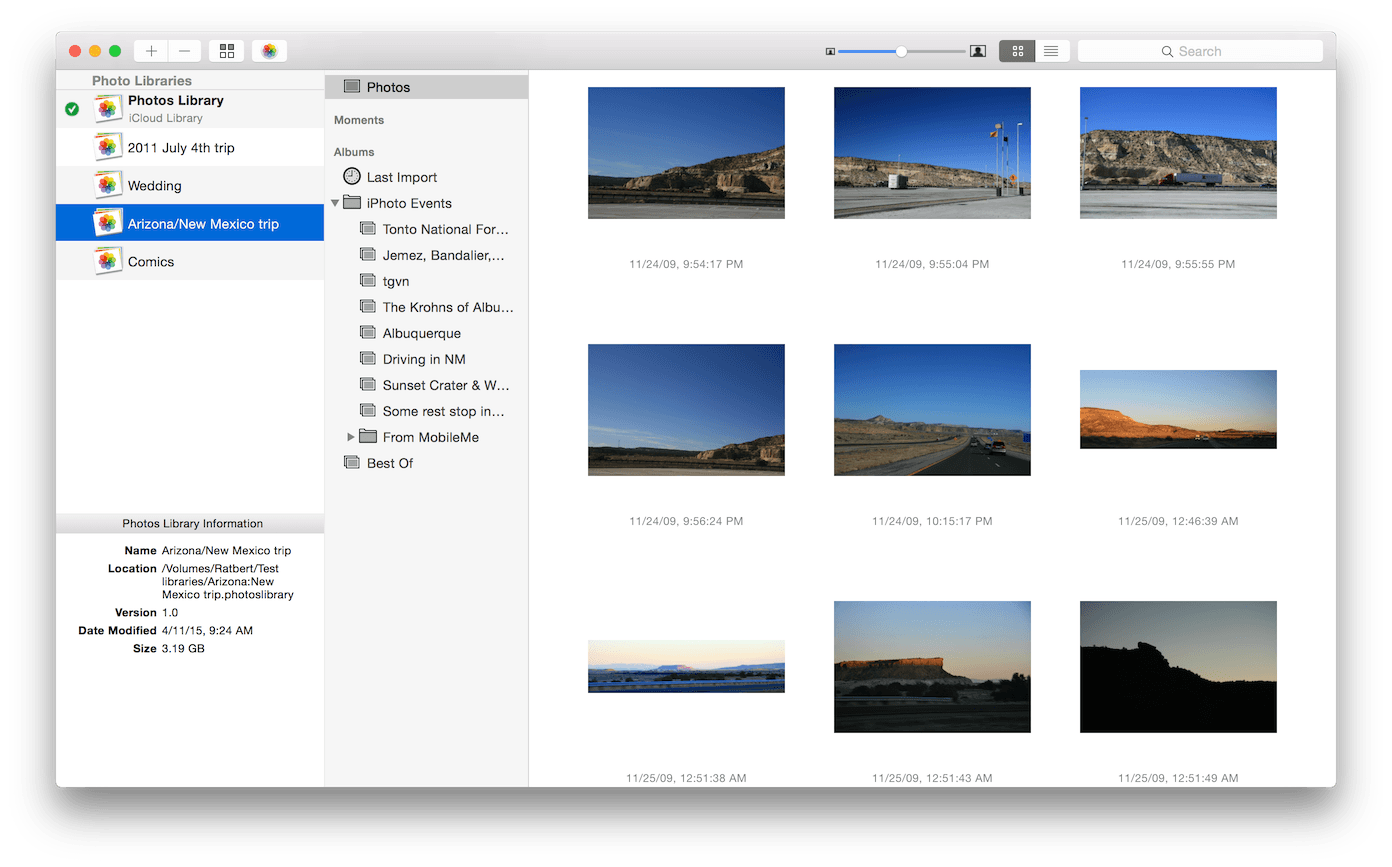 Search
Photo Libraries
Photos Library
iCloud Library
2011 July 4th trip
Wedding
Arizona/New Mexico trip
Comics
Photos Library Information
Name Arizona/New Mexico trip
Location /Volumes/Ratbert/Test
libraries/Arizona:New
Mexico trip.photoslibrary
Version 1.0
Date Modified 4/11/15, 9:24 AM
Size 3.19 GB
Photos
Moments
Albums
Last Import
iPhoto Events
Tonto National For...
Jemez, Bandalier,...
tgvn
The Krohns of Albu...
Albuquerque
Driving in NM
Sunset Crater & W...
Some rest stop in...
From MobileMe
Best Of
11/24/09, 9:54:17 PM
11/24/09, 9:55:04 PM
11/24/09, 9:55:55 PM
11/24/09, 9:56:24 PM
11/24/09, 10:15:17 PM
11/25/09, 12:46:39 AM
11/25/09, 12:51:38 AM
11/25/09, 12:51:43 AM
11/25/09, 12:51:49 AM